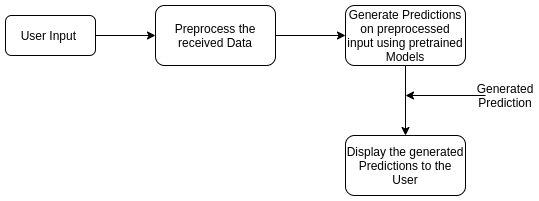 User Input
Preprocess the
received Data
Generate Predictions
on preprocessed
input using pretrained
Models
Generated
Prediction
Display the generated
Predictions to the
User